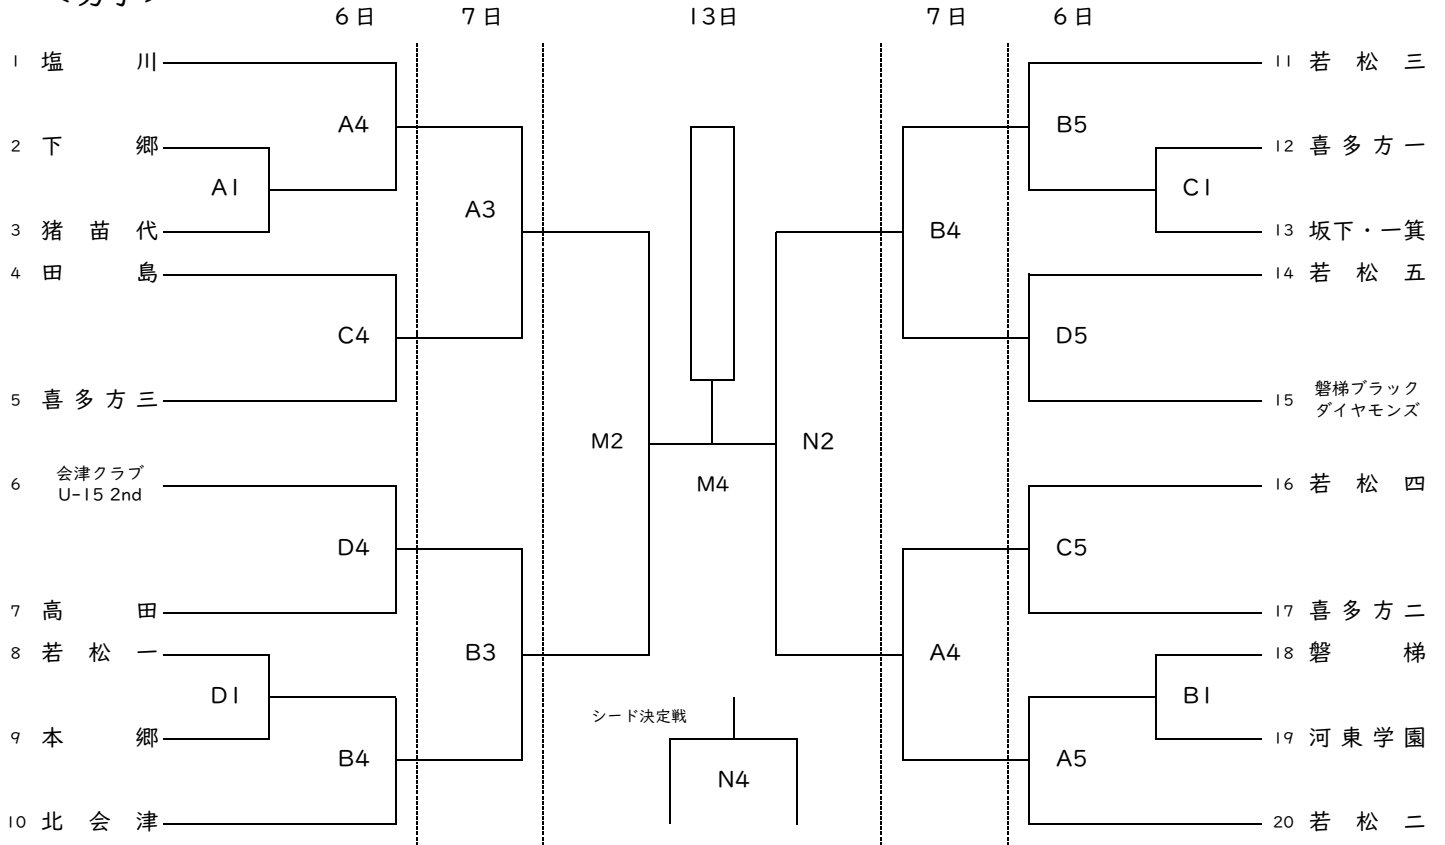 6日 7日 13日 7日 6日
1 塩川
2 下郷
3 猪苗代
4 田島
5 喜多方三
6 会津クラブ
U-15 2nd
7 高田
8 若松一
9 本郷
10 北会津
A4
A1
C4
D4
D1
B4
A3
B3
M2
M4
N2
シード決定戦
N4
B4
A4
B5
C1
D5
C5
B1
A5
11 若松三
12 喜多方一
13 坂下・一箕
14 若松五
15 磐梯ブラック
ダイヤモンズ
16 若松四
17 喜多方二
18 磐梯
19 河東学園
20 若松二